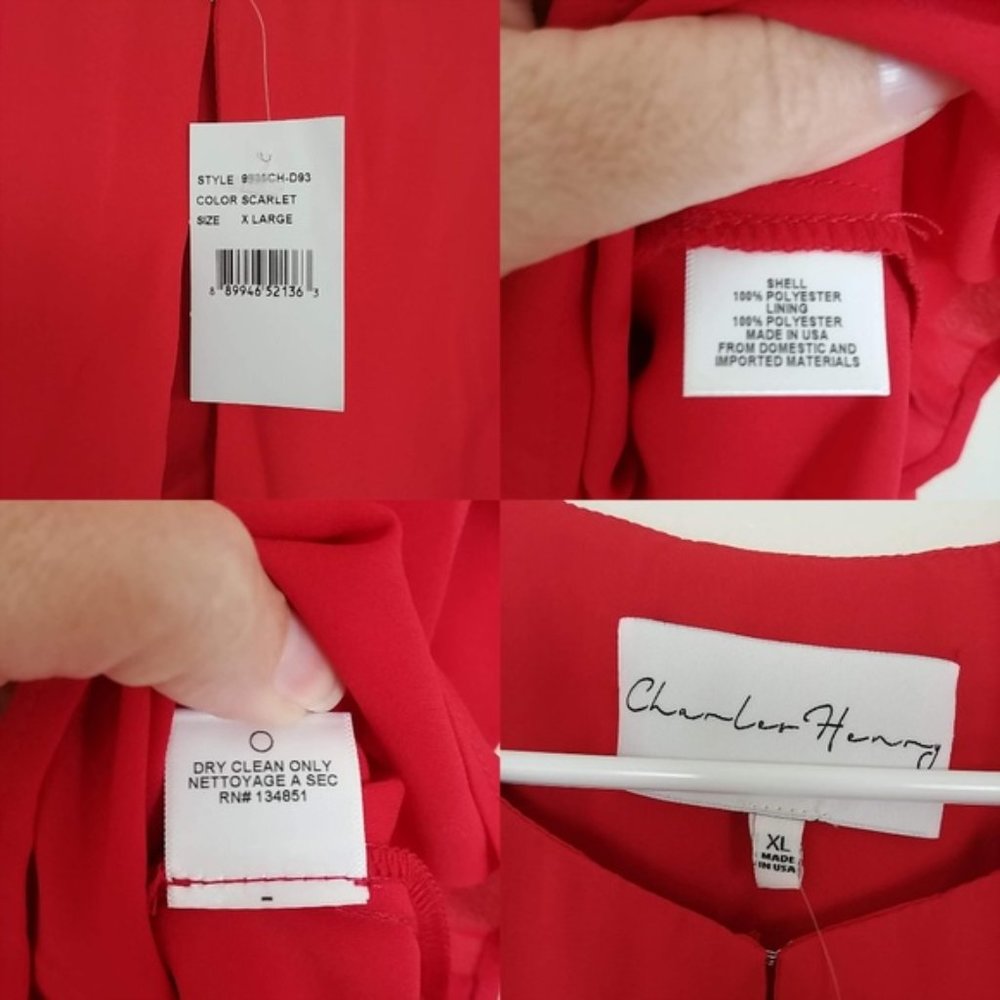 STYLE
COLOR SCARLET
SIZE X LARGE
8 89946 52136 3
SHELL
100% POLYESTER
LINING
100% POLYESTER
MADE IN USA
FROM DOMESTIC AND
IMPORTED MATERIALS
DRY CLEAN ONLY
NETTOYAGE A SEC
RN# 134851
Charles Henry
XL
MADE
IN USA